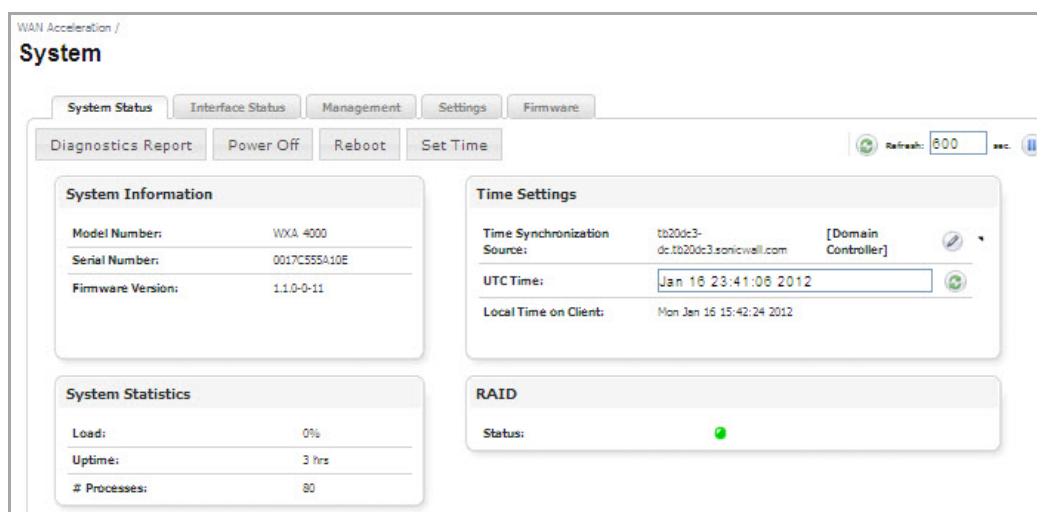 WAN Acceleration /
System
System Status Interface Status Management Settings Firmware
Diagnostics Report Power Off Reboot Set Time Refresh: 600 sec.
System Information
Model Number: WXA 4000
Serial Number: 0017C555A10E
Firmware Version: 1.1.0-0-11
Time Settings
Time Synchronization Source: tb20dc3-dc.tb20dc3.sonicwall.com [Domain Controller]
UTC Time: Jan 16 23:41:06 2012
Local Time on Client: Mon Jan 16 15:42:24 2012
System Statistics
Load: 0%
Uptime: 3 hrs
# Processes: 80
RAID
Status: